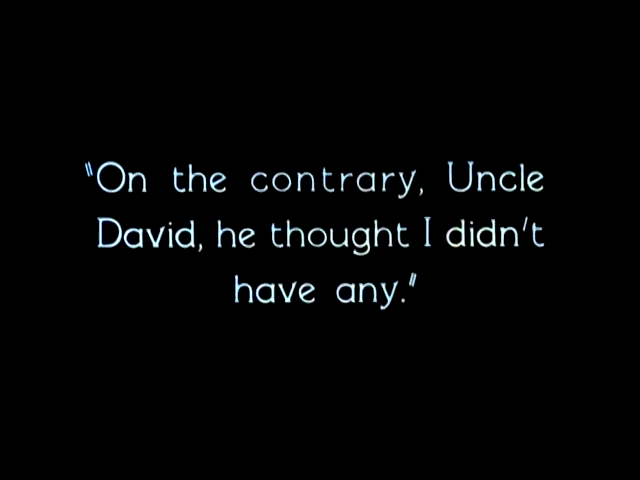 "On the contrary, Uncle
David, he thought I didn't
have any."